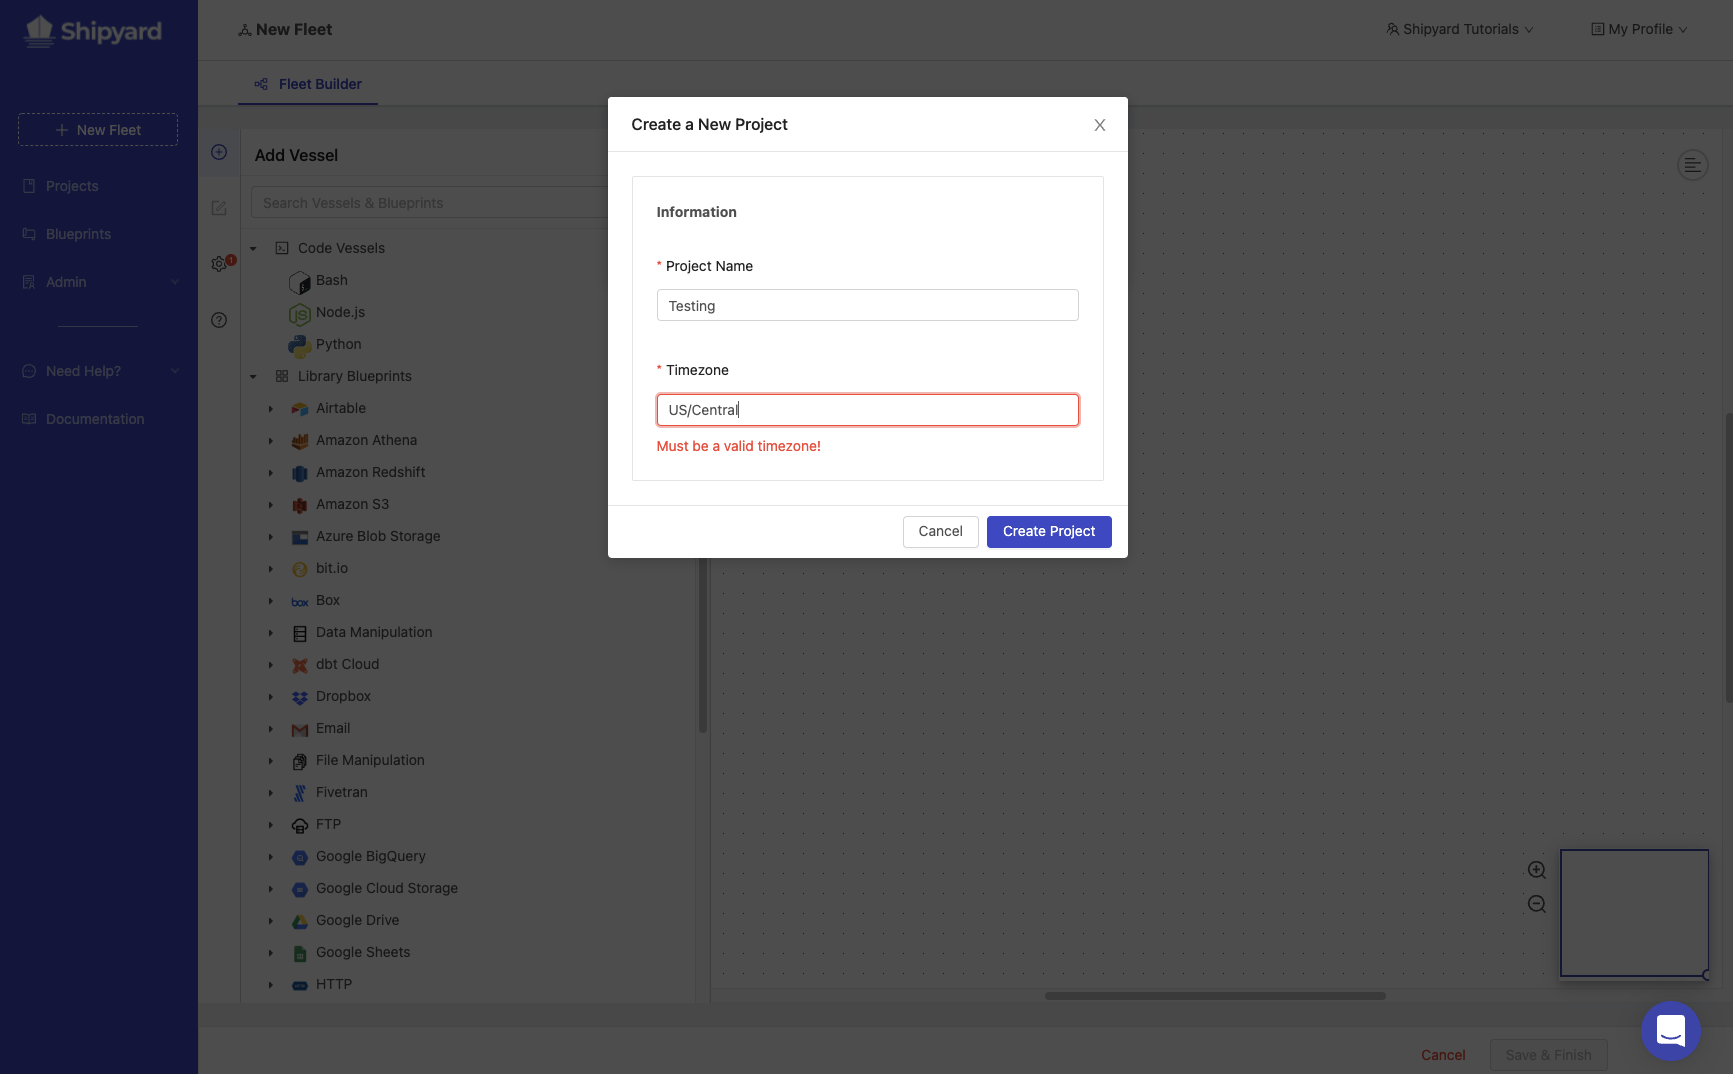 Shipyard
New Fleet
Shipyard Tutorials
My Profile
Fleet Builder
New Fleet
Projects
Blueprints
Admin
Need Help?
Documentation
Add Vessel
Search Vessels & Blueprints
1
Code Vessels
Bash
Node.js
Python
Library Blueprints
Airtable
Amazon Athena
Amazon Redshift
Amazon S3
Azure Blob Storage
bit.io
box Box
Data Manipulation
dbt Cloud
Dropbox
Email
File Manipulation
Fivetran
FTP
Google BigQuery
Google Cloud Storage
Google Drive
Google Sheets
HTTP
Create a New Project
Information
* Project Name
Testing
* Timezone
US/Central
Must be a valid timezone!
Cancel
Create Project
Cancel
Save & Finish